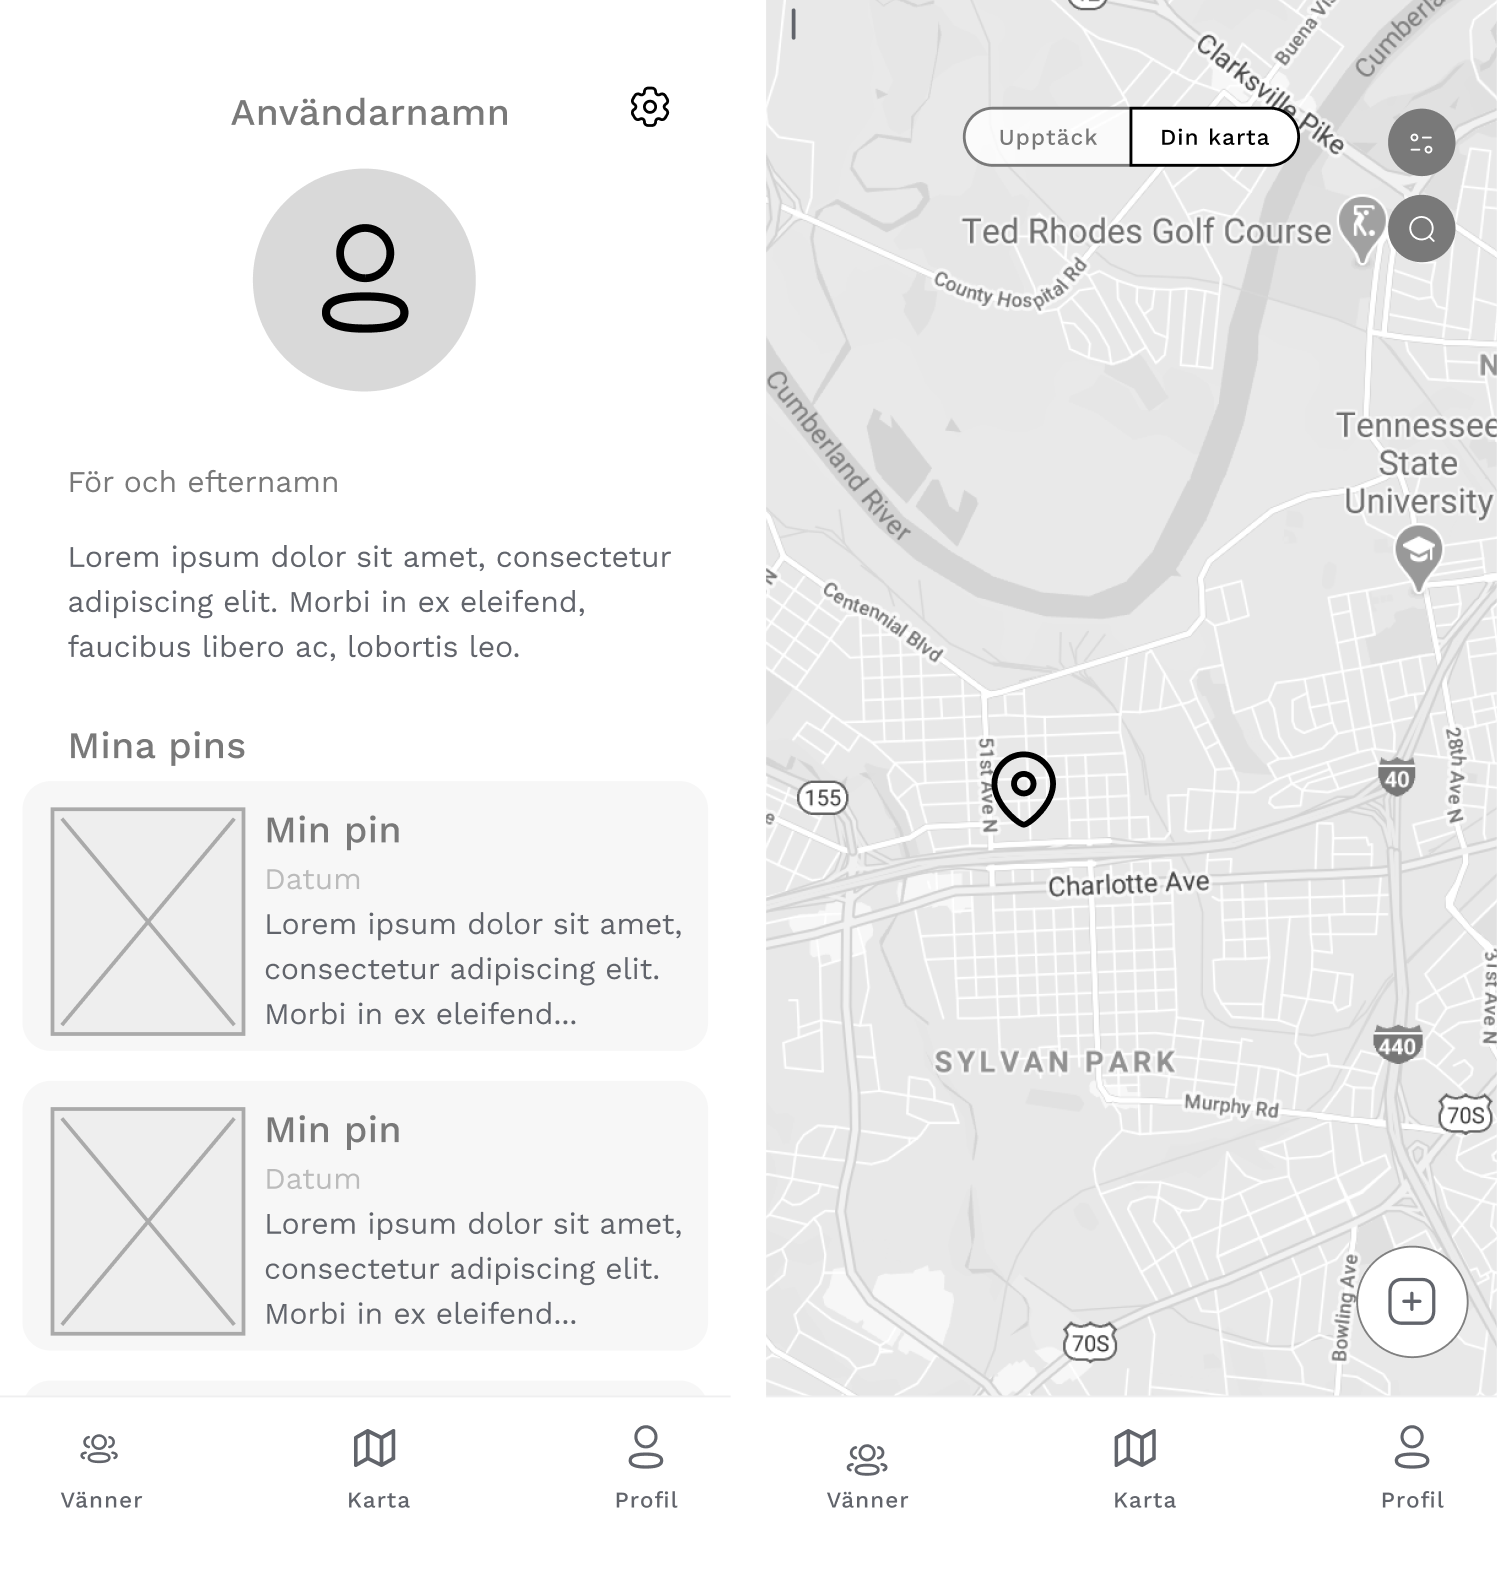 Användarnamn
För och efternamn
Lorem ipsum dolor sit amet, consectetur
adipiscing elit. Morbi in ex eleifend,
faucibus libero ac, lobortis leo.
Mina pins
Min pin
Datum
Lorem ipsum dolor sit amet,
consectetur adipiscing elit.
Morbi in ex eleifend...
Min pin
Datum
Lorem ipsum dolor sit amet,
consectetur adipiscing elit.
Morbi in ex eleifend...
Vänner
Karta
Profil
Buena
Clarksville Pike
Upptäck
Din karta
Ted Rhodes Golf Course
County Hospital Rd
N
Cumberland River
Tennessee
State
University
Centennial Blvd
51st Ave N
28th Ave N
40
155
Charlotte Ave
31st Ave N
440
SYLVAN PARK
Murphy Rd
70S
Bowling Ave
70S
Vänner
Karta
Profil